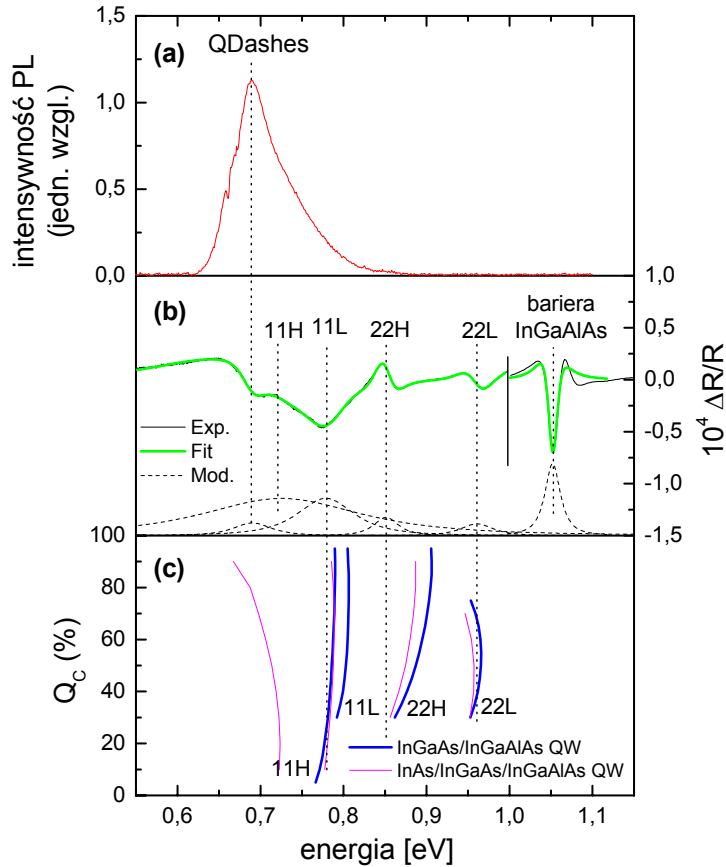 1,5
(a)
QDashes
1,0
0,5
0,0
intensywność PL
(jedn. wzgl.)
1,0
(b)
11H
11L
22H
22L
bariera
InGaAlAs
0,5
0,0
-0,5
-1,0
-1,5
10⁴ ΔR/R
Exp.
Fit
Mod.
100
(c)
80
60
40
20
0
Q_C (%)
11H
11L
22H
22L
InGaAs/InGaAlAs QW
InAs/InGaAs/InGaAlAs QW
0,6
0,7
0,8
0,9
1,0
1,1
energia [eV]